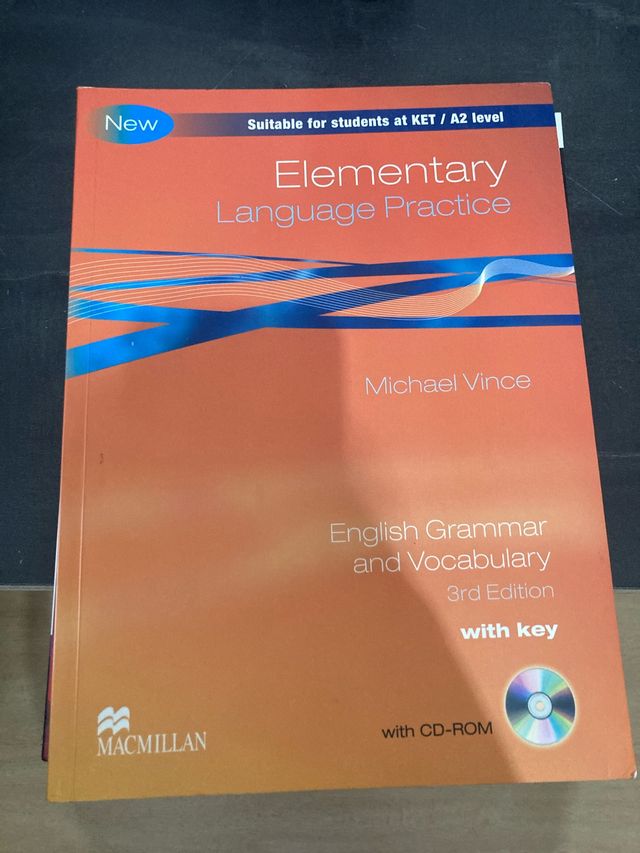 New
Suitable for students at KET / A2 level
Elementary
Language Practice
Michael Vince
English Grammar
and Vocabulary
3rd Edition
with key
with CD-ROM
MACMILLAN